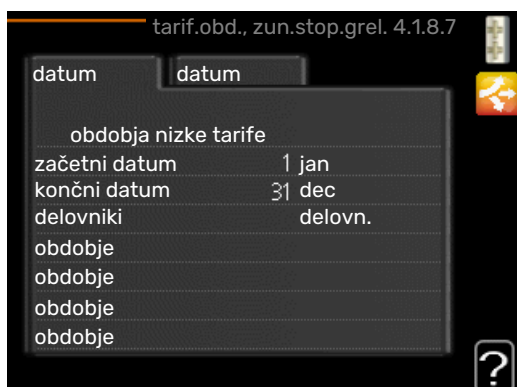 tarif.obd., zun.stop.grel. 4.1.8.7
datum datum
obdobja nizke tarife
začetni datum 1 jan
končni datum 31 dec
delovniki delovn.
obdobje
obdobje
obdobje
obdobje
?